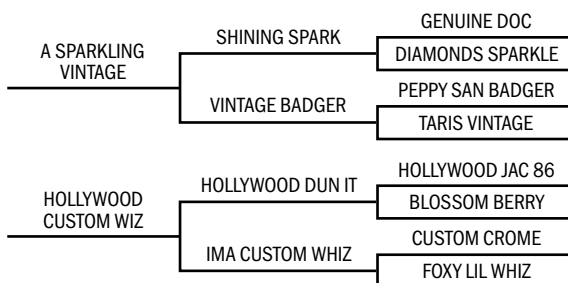 GENUINE DOC
SHINING SPARK
A SPARKLING
VINTAGE
DIAMONDS SPARKLE
PEPPY SAN BADGER
VINTAGE BADGER
TARIS VINTAGE
HOLLYWOOD JAC 86
HOLLYWOOD DUN IT
HOLLYWOOD
CUSTOM WIZ
BLOSSOM BERRY
CUSTOM CROME
IMA CUSTOM WHIZ
FOXY LIL WHIZ